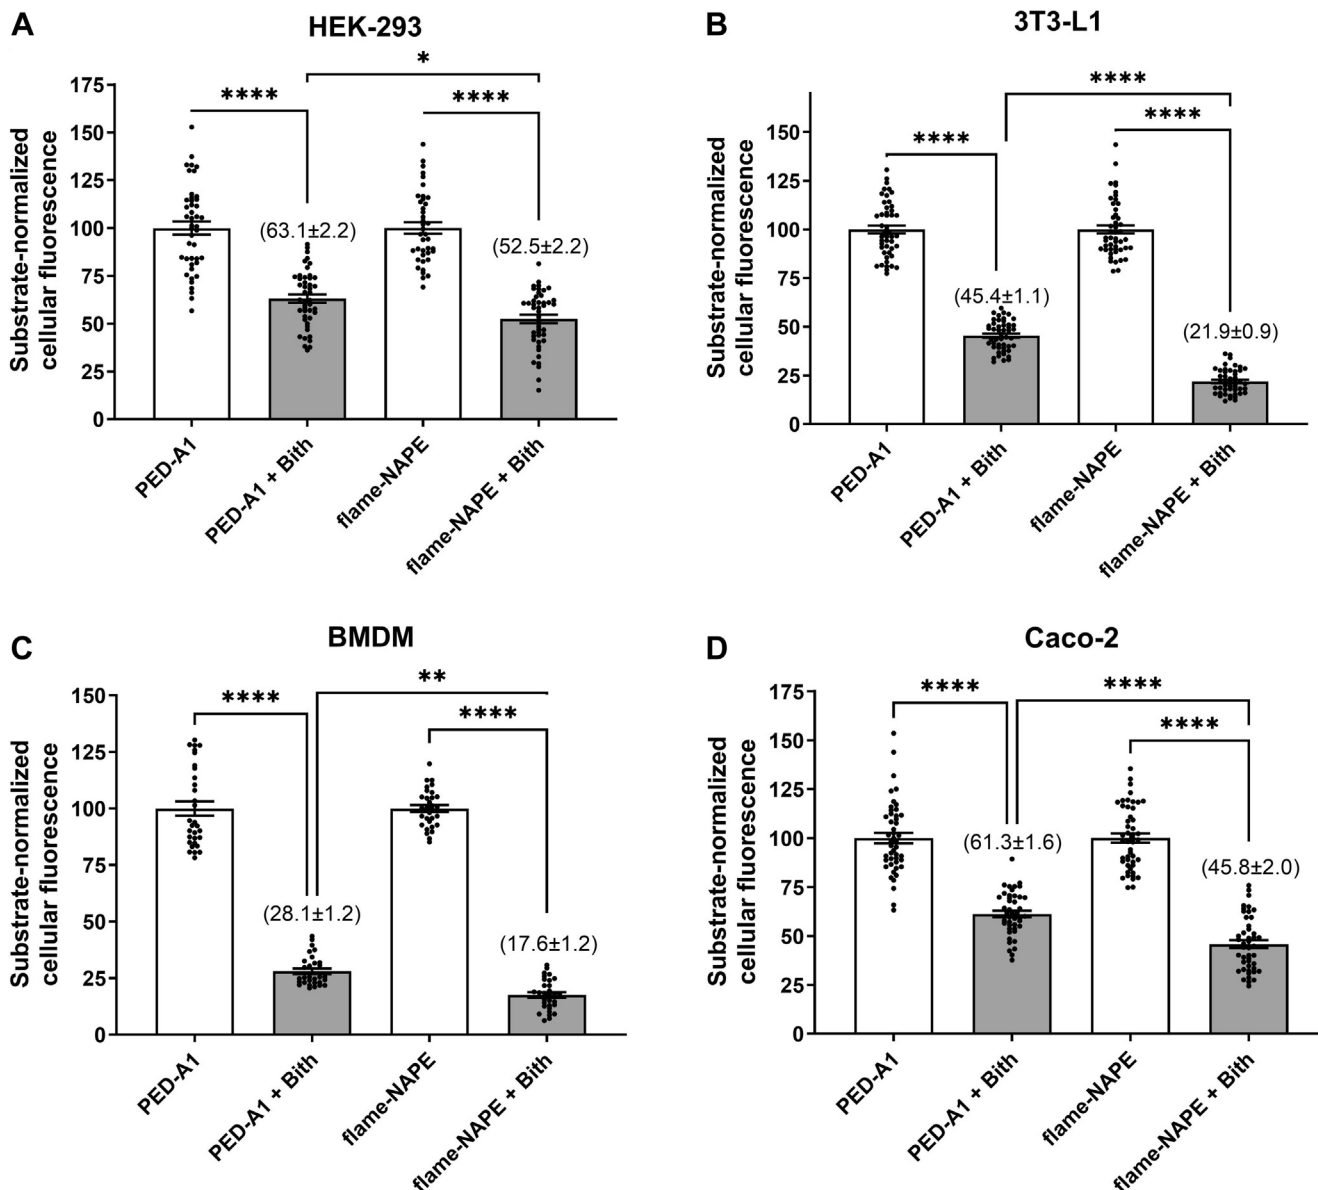 A
HEK-293
Substrate-normalized
cellular fluorescence
175
150
125
100
75
50
25
0
*
****
****
(63.1±2.2)
(52.5±2.2)
PED-A1
PED-A1 + Bith
flame-NAPE
flame-NAPE + Bith
B
3T3-L1
Substrate-normalized
cellular fluorescence
150
100
75
50
25
0
125
****
****
****
(45.4±1.1)
(21.9±0.9)
PED-A1
PED-A1 + Bith
flame-NAPE
flame-NAPE + Bith
C
BMDM
Substrate-normalized
cellular fluorescence
150
125
100
75
50
25
0
**
****
****
(28.1±1.2)
(17.6±1.2)
PED-A1
PED-A1 + Bith
flame-NAPE
flame-NAPE + Bith
D
Caco-2
Substrate-normalized
cellular fluorescence
175
150
125
100
75
50
25
0
****
****
****
(61.3±1.6)
(45.8±2.0)
PED-A1
PED-A1 + Bith
flame-NAPE
flame-NAPE + Bith